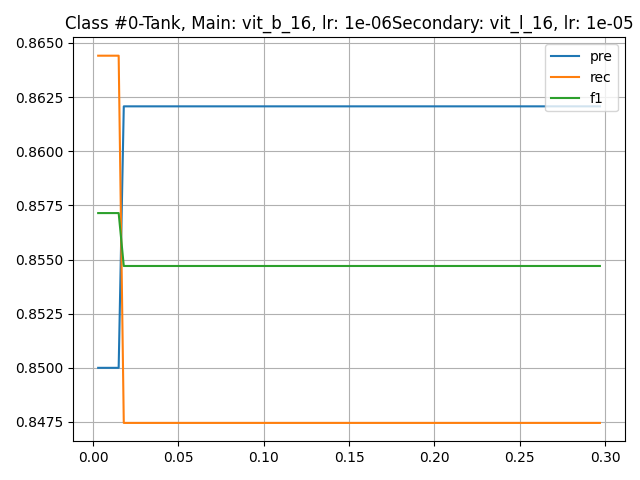 Class #0-Tank, Main: vit_b_16, lr: 1e-06Secondary: vit_l_16, lr: 1e-05
0.8650
0.8625
0.8600
0.8575
0.8550
0.8525
0.8500
0.8475
pre
rec
f1
0.00 0.05 0.10 0.15 0.20 0.25 0.30